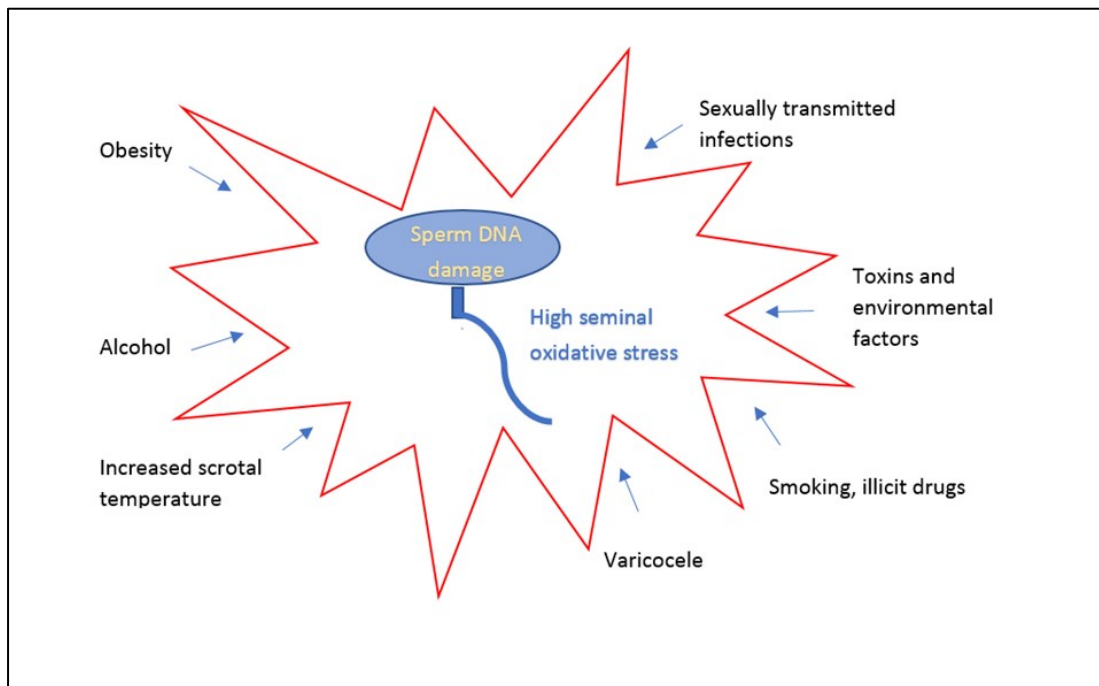 Sexually transmitted
infections
Obesity
Sperm DNA
damage
Toxins and
environmental
factors
High seminal
oxidative stress
Alcohol
Increased scrotal
temperature
Smoking, illicit drugs
Varicocele